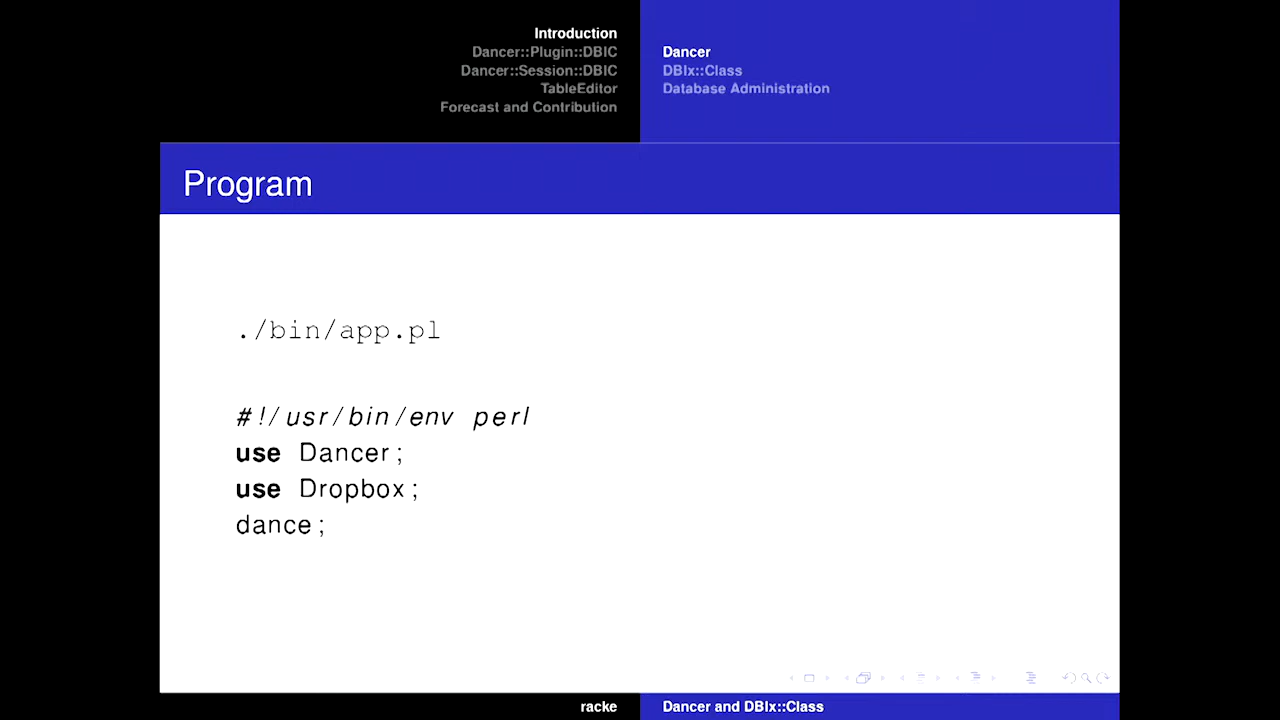 Introduction
Dancer::Plugin::DBIC
Dancer::Session::DBIC
TableEditor
Forecast and Contribution
Dancer
DBIx::Class
Database Administration
Program
./bin/app.pl
#!/usr/bin/env perl
use Dancer;
use Dropbox;
dance;
racke
Dancer and DBIx::Class